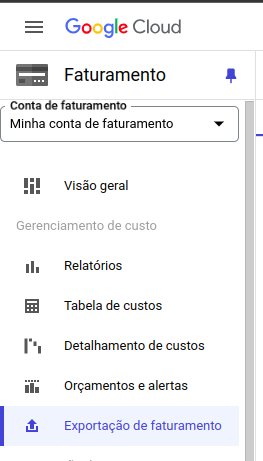 Google Cloud
Faturamento
Conta de faturamento
Minha conta de faturamento
Visão geral
Gerenciamento de custo
Relatórios
Tabela de custos
Detalhamento de custos
Orçamentos e alertas
Exportação de faturamento